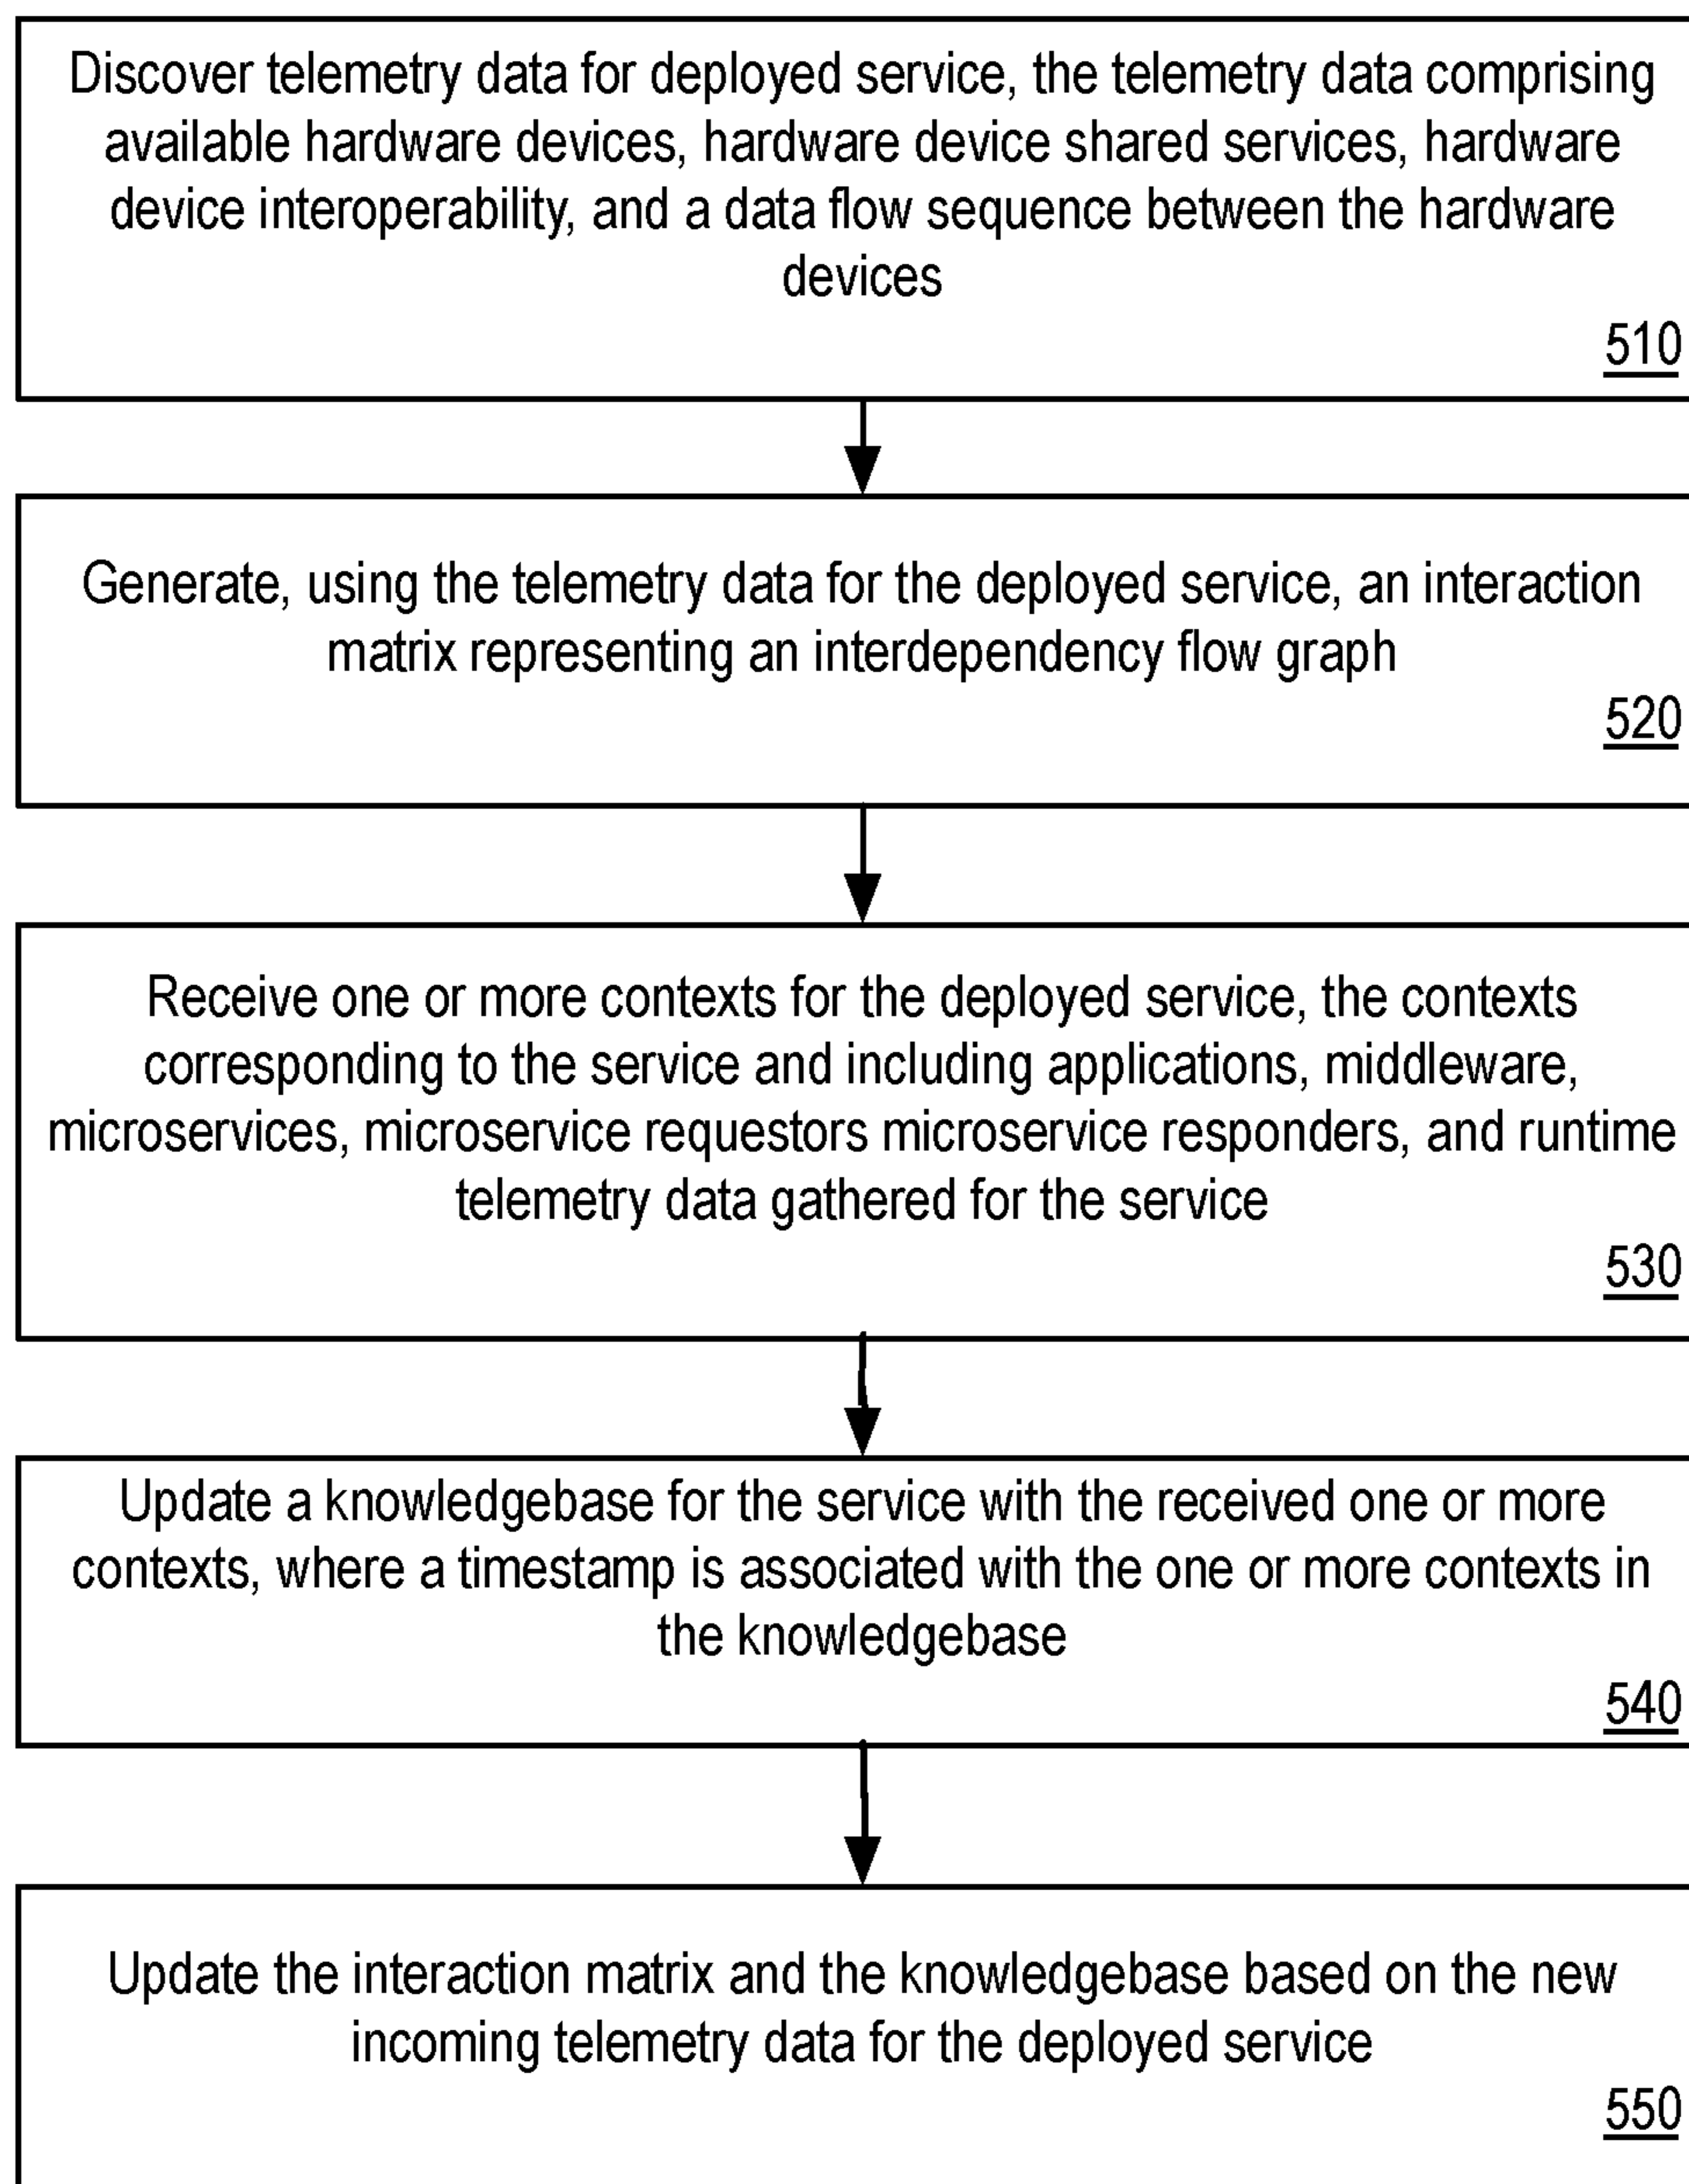 Discover telemetry data for deployed service, the telemetry data comprising
available hardware devices, hardware device shared services, hardware
device interoperability, and a data flow sequence between the hardware
devices
510
Generate, using the telemetry data for the deployed service, an interaction
matrix representing an interdependency flow graph
520
Receive one or more contexts for the deployed service, the contexts
corresponding to the service and including applications, middleware,
microservices, microservice requestors microservice responders, and runtime
telemetry data gathered for the service
530
Update a knowledgebase for the service with the received one or more
contexts, where a timestamp is associated with the one or more contexts in
the knowledgebase
540
Update the interaction matrix and the knowledgebase based on the new
incoming telemetry data for the deployed service
550